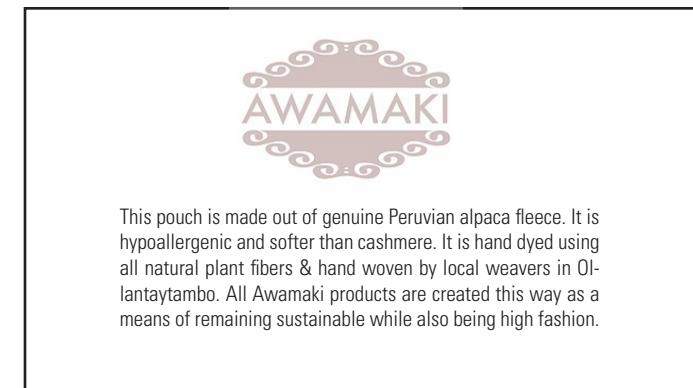 AWAMAKI
This pouch is made out of genuine Peruvian alpaca fleece. It is
hypoallergenic and softer than cashmere. It is hand dyed using
all natural plant fibers & hand woven by local weavers in Ol-
lantaytambo. All Awamaki products are created this way as a
means of remaining sustainable while also being high fashion.